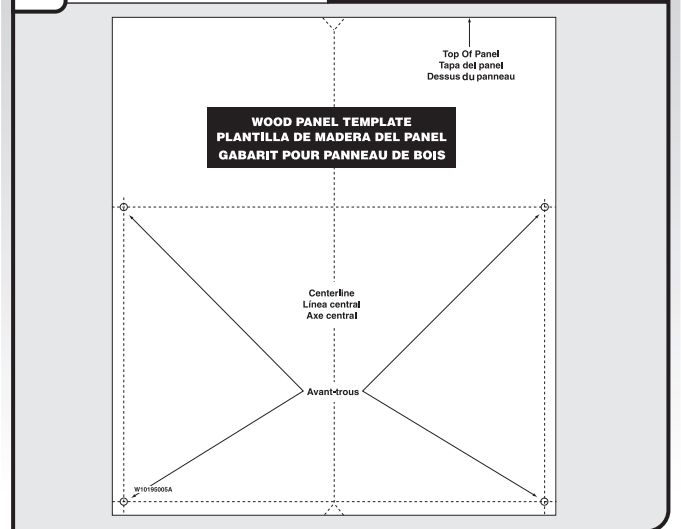 Top Of Panel
Tapa del panel
Dessus du panneau
WOOD PANEL TEMPLATE
PLANTILLA DE MADERA DEL PANEL
GABARIT POUR PANNEAU DE BOIS
Centerline
Línea central
Axe central
Avant-trous
W10195005A